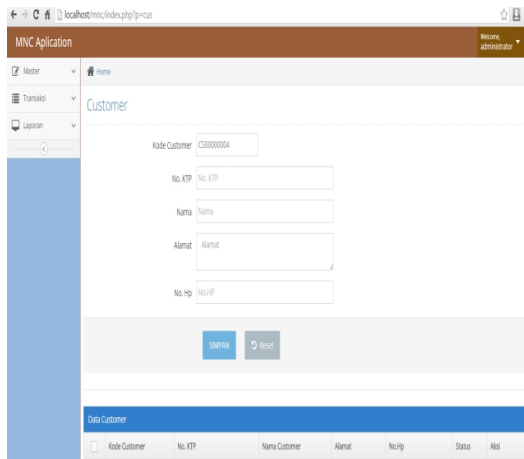 localhost/mnc/index.php?p=cus
MNC Aplication
Welcome,
administrator
Master
Home
Transaksi
Customer
Laporan
Kode Customer CS00000004
No. KTP No. KTP
Nama Nama
Alamat Alamat
No. Hp No.HP
SIMPAN Reset
Data Customer
Kode Customer No. KTP Nama Customer Alamat No.Hp Status Aksi